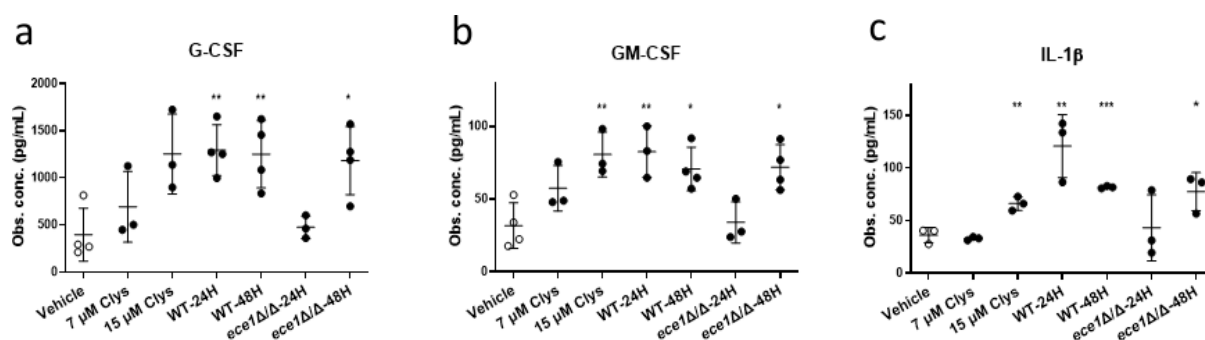 a
G-CSF
Obs. conc. (pg/mL)
2000
1500
1000
500
0
** ** *
Vehicle
7 µM Clys
15 µM Clys
WT-24H
WT-48H
ece1Δ/Δ-24H
ece1Δ/Δ-48H
b
GM-CSF
Obs. conc. (pg/mL)
100
50
0
** ** * *
Vehicle
7 µM Clys
15 µM Clys
WT-24H
WT-48H
ece1Δ/Δ-24H
ece1Δ/Δ-48H
c
IL-1β
Obs. conc. (pg/mL)
150
100
50
0
** ** *** *
Vehicle
7 µM Clys
15 µM Clys
WT-24H
WT-48H
ece1Δ/Δ-24H
ece1Δ/Δ-48H